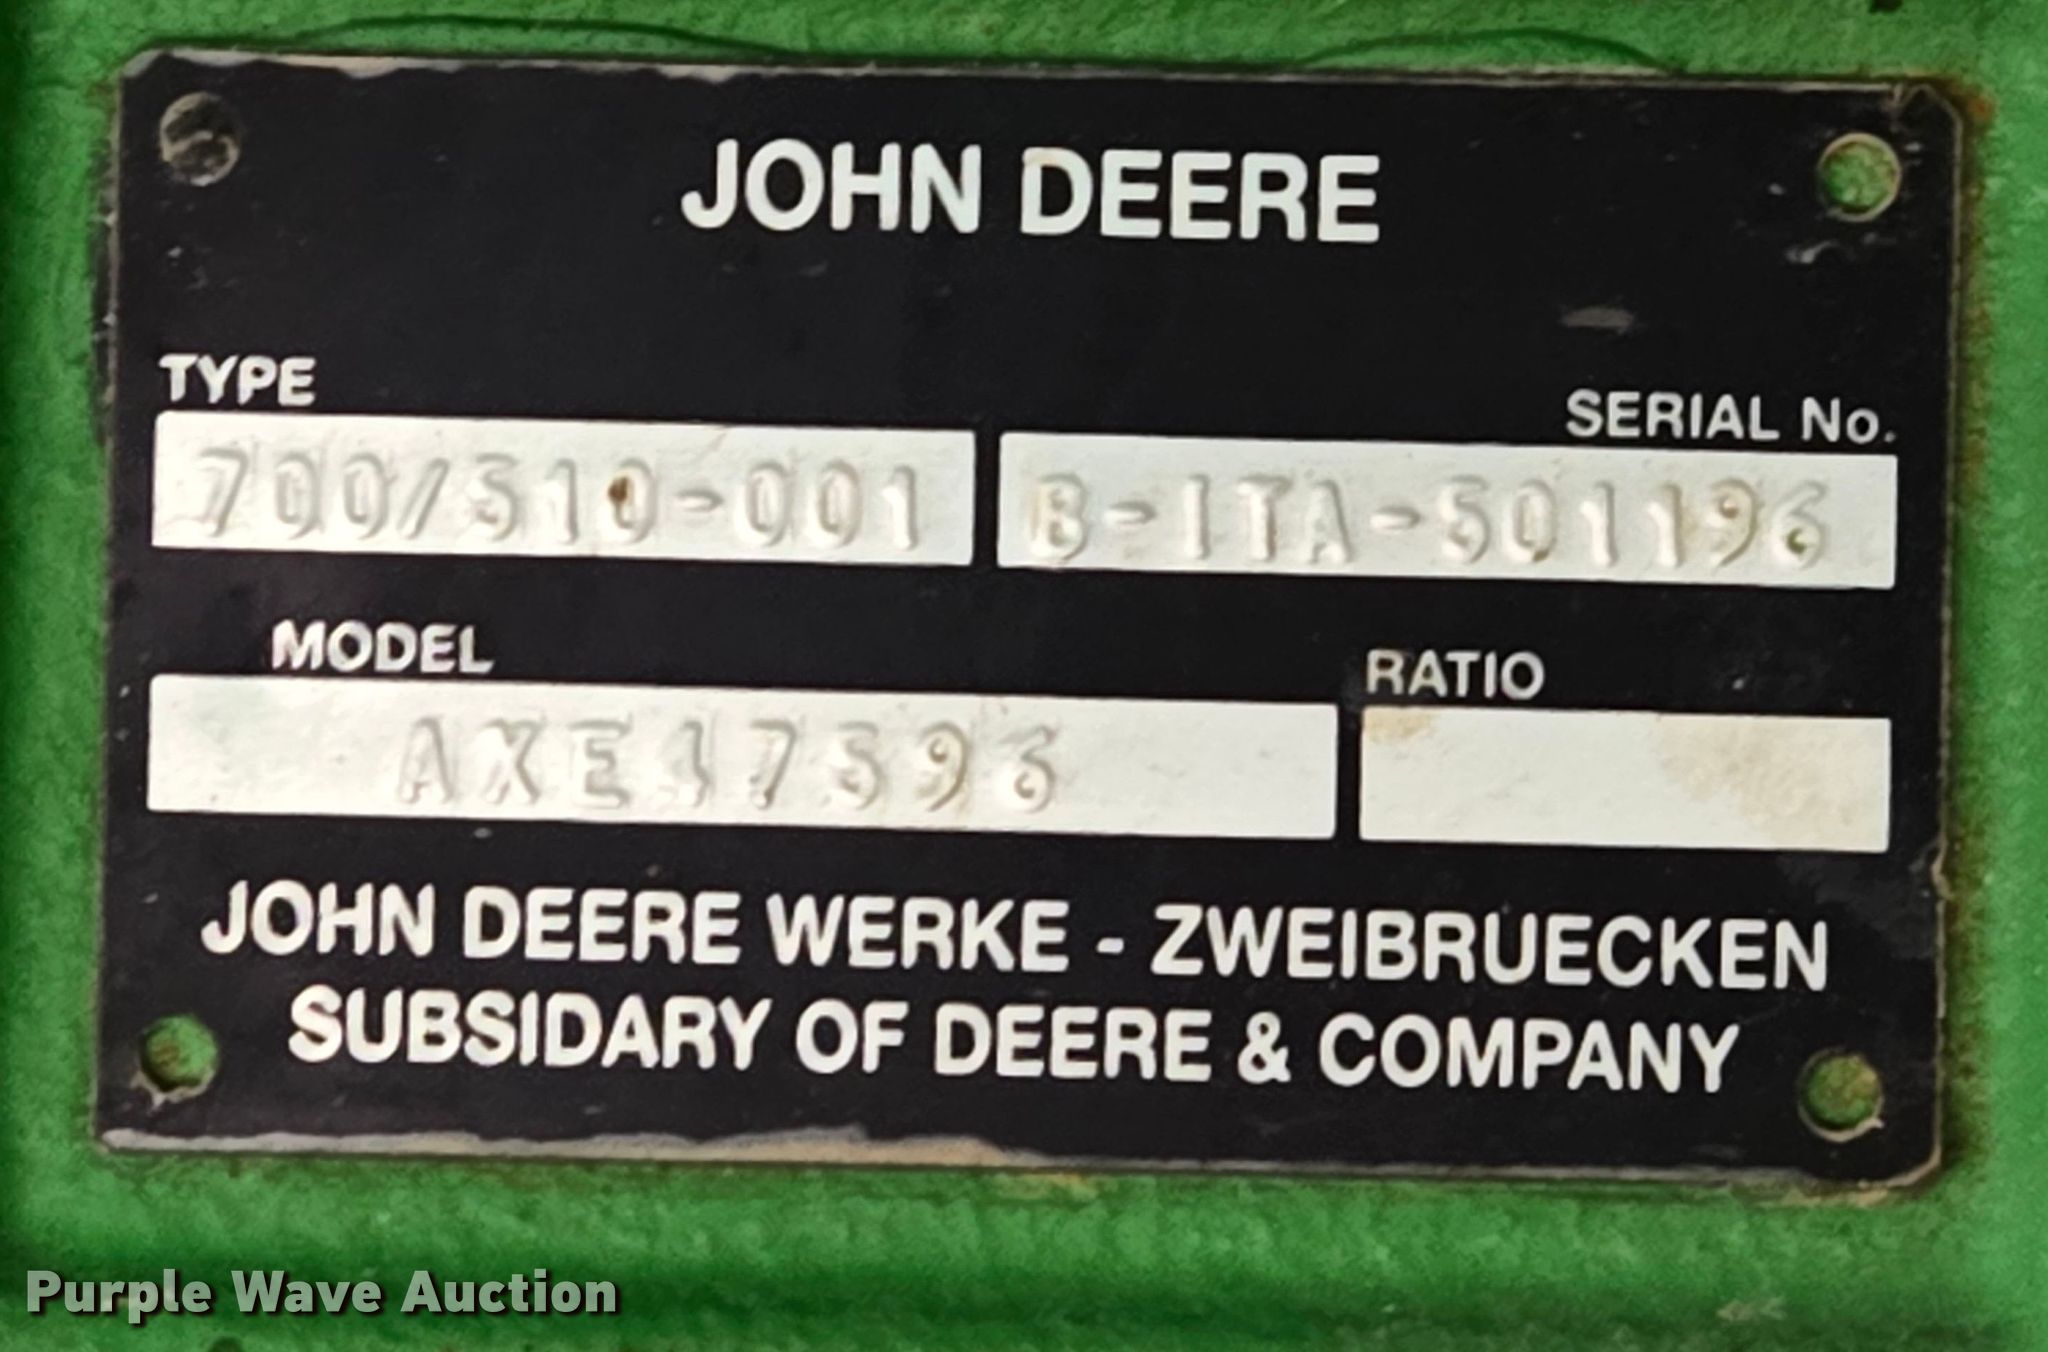 JOHN DEERE
TYPE
SERIAL No.
700/510-001
B-ITA-501196
MODEL
RATIO
AXE17596
JOHN DEERE WERKE - ZWEIBRUECKEN
SUBSIDARY OF DEERE & COMPANY
Purple Wave Auction